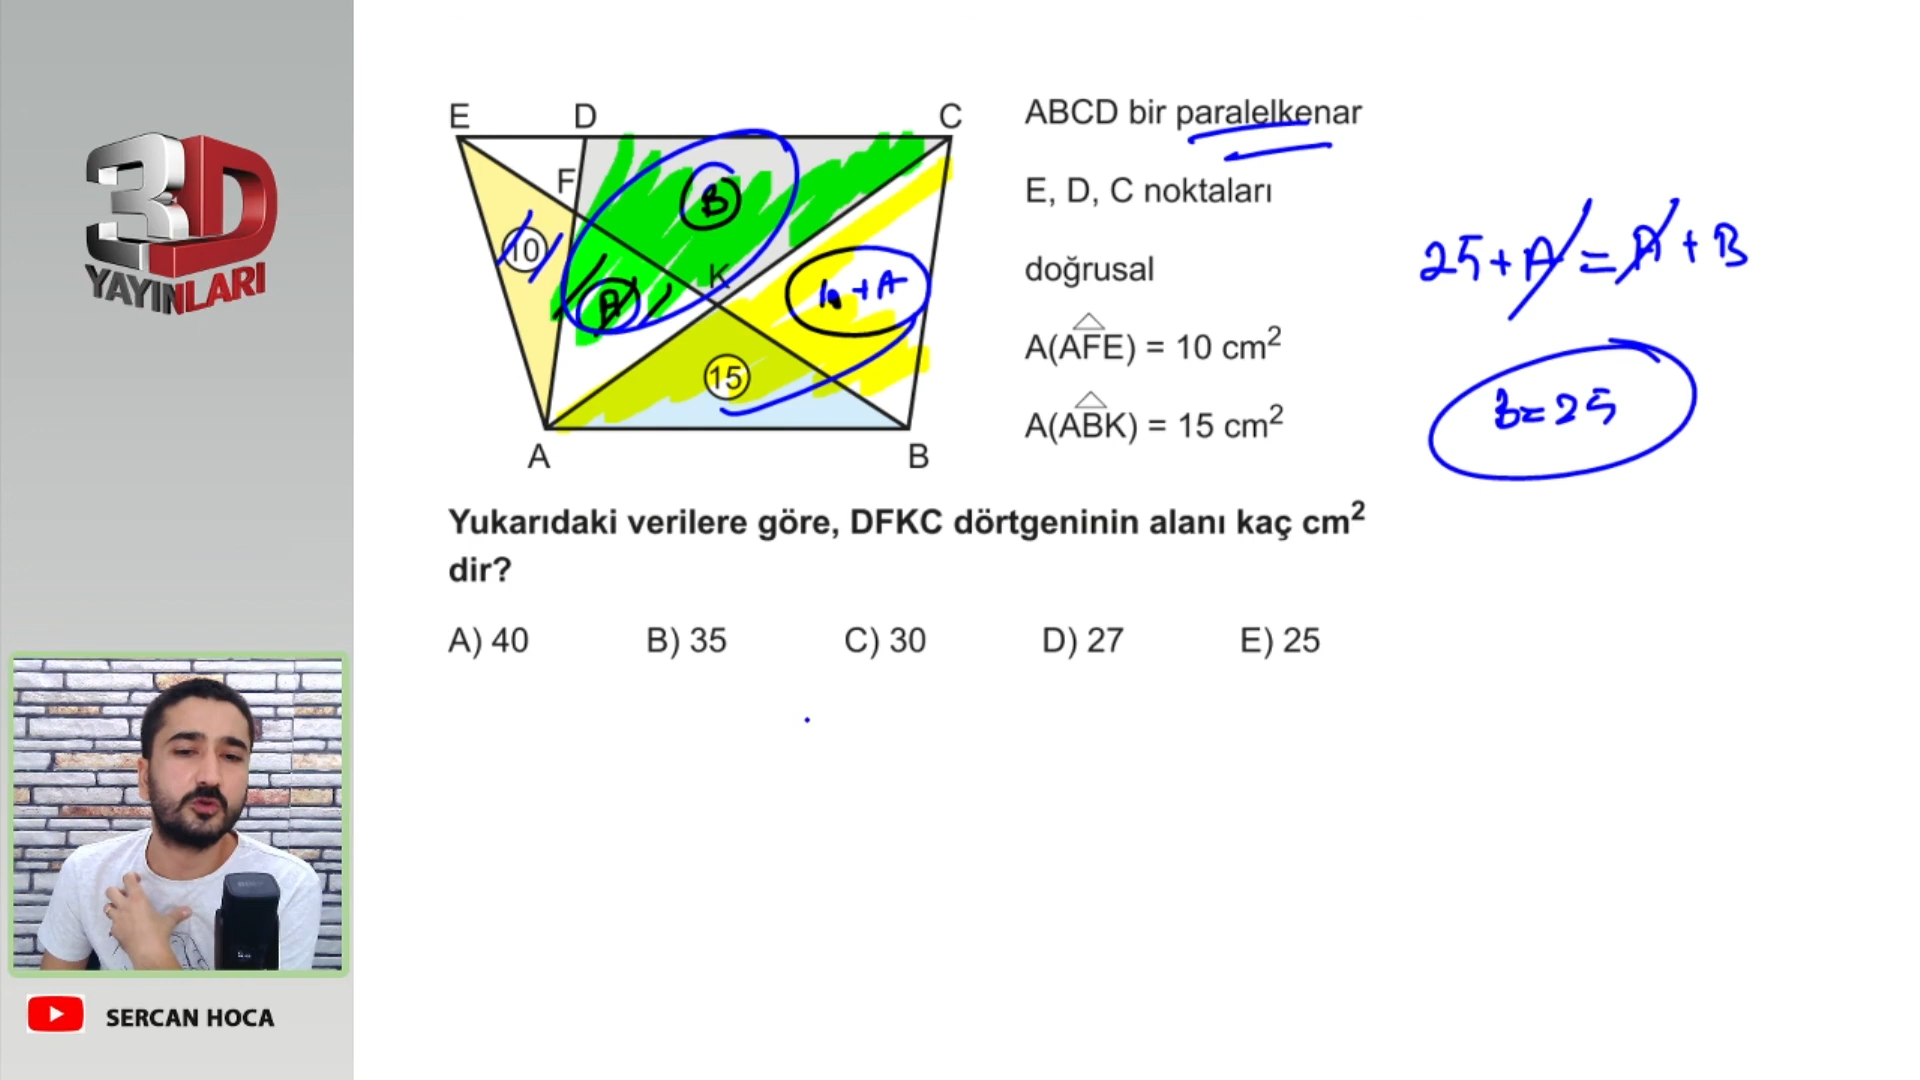 3D
YAYINLARI
E D C
F
10
B
K
A
10 + A
15
A B
ABCD bir paralelkenar
E, D, C noktaları
doğrusal
A(AFE) = 10 cm²
A(ABK) = 15 cm²
25 + A = A + B
B = 25
Yukarıdaki verilere göre, DFKC dörtgeninin alanı kaç cm²
dir?
A) 40 B) 35 C) 30 D) 27 E) 25
SERCAN HOCA